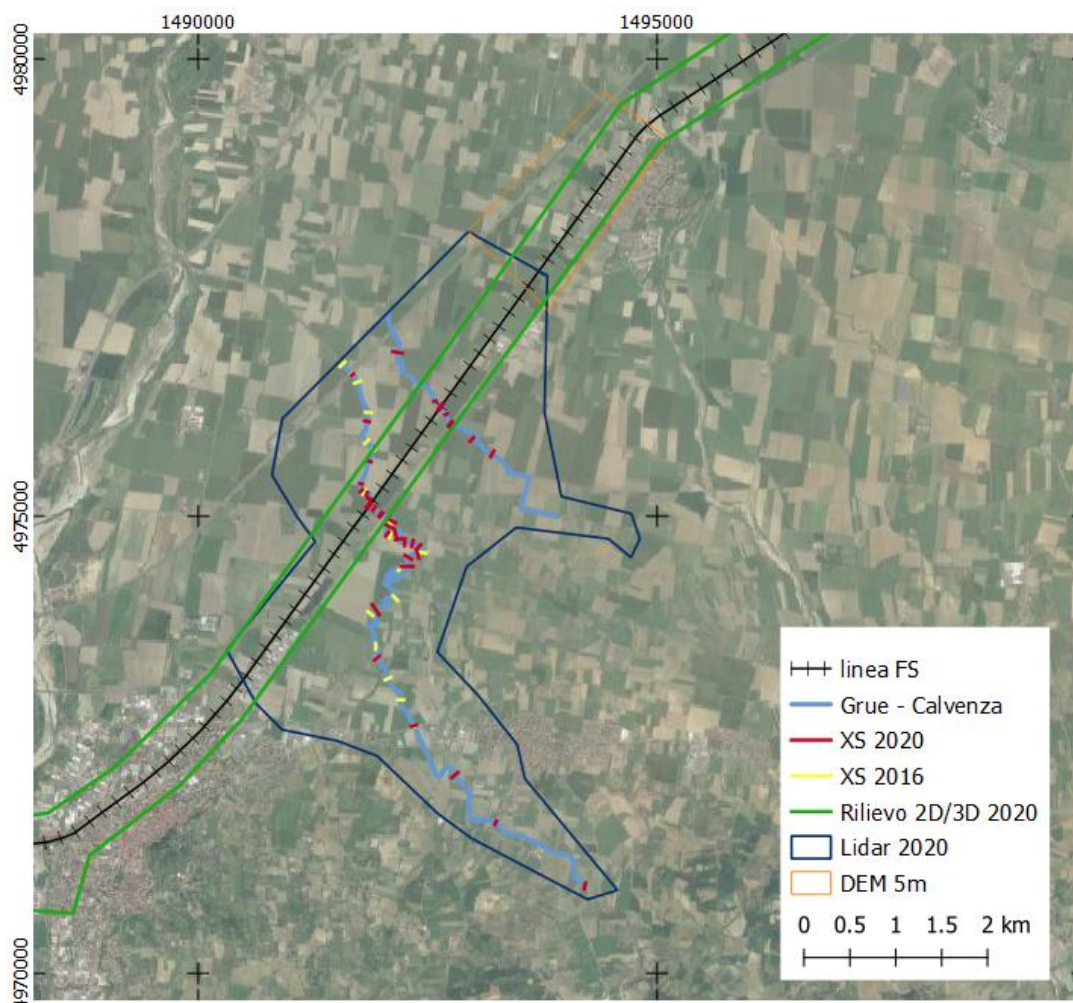 1490000 1495000
4980000
4975000
4970000
linea FS
Grue - Calvenza
XS 2020
XS 2016
Rilievo 2D/3D 2020
Lidar 2020
DEM 5m
0 0.5 1 1.5 2 km